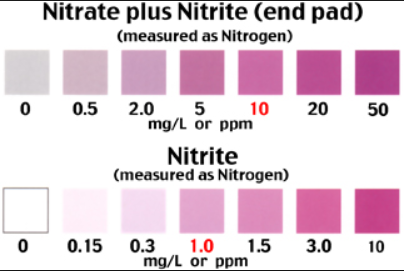 Nitrate plus Nitrite (end pad)
(measured as Nitrogen)
0 0.5 2.0 5 10 20 50
mg/L or ppm
Nitrite
(measured as Nitrogen)
0 0.15 0.3 1.0 1.5 3.0 10
mg/L or ppm